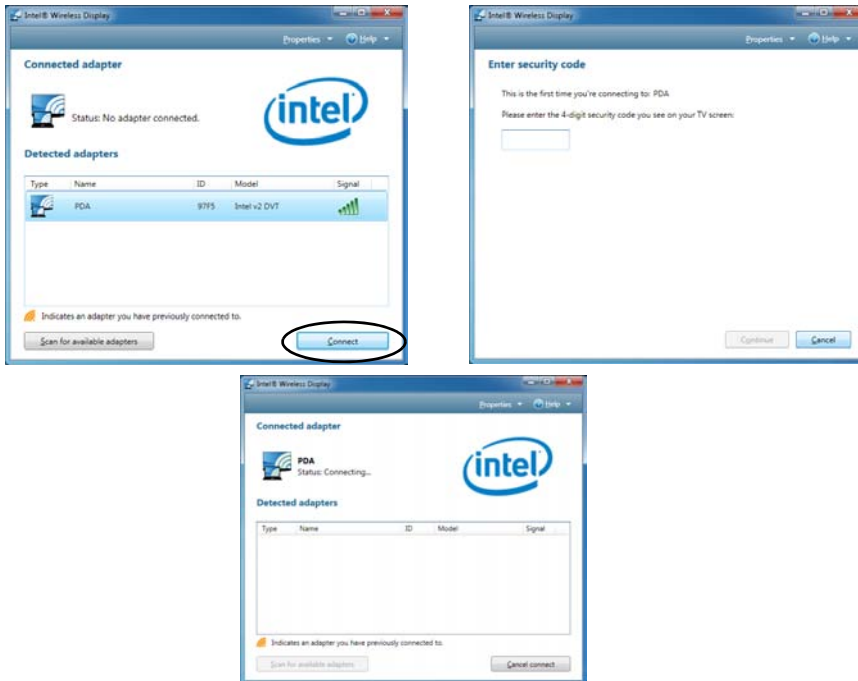 Intel® Wireless Display
Properties Help
Connected adapter
Status: No adapter connected.
intel
Detected adapters
Type Name ID Model Signal
PDA 97F5 Intel v2 DVT
Indicates an adapter you have previously connected to.
Scan for available adapters Connect
Intel® Wireless Display
Properties Help
Enter security code
This is the first time you're connecting to: PDA
Please enter the 4-digit security code you see on your TV screen:
Continue Cancel
Intel® Wireless Display
Properties Help
Connected adapter
PDA
Status: Connecting...
intel
Detected adapters
Type Name ID Model Signal
Indicates an adapter you have previously connected to.
Scan for available adapters Cancel connect